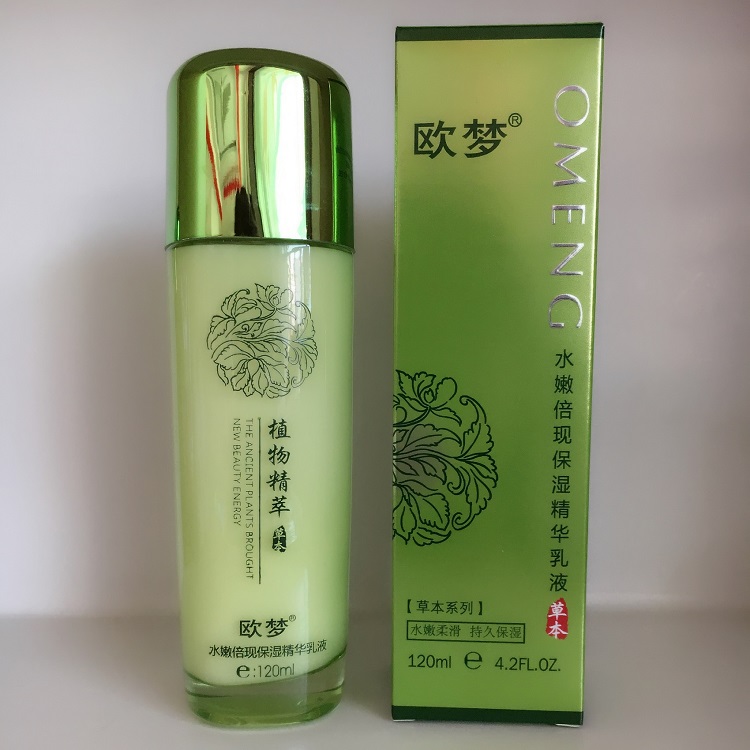 植物精萃
草本
THE ANCIENT PLANTS BROUGHT
NEW BEAUTY ENERGY
欧梦®
水嫩倍现保湿精华乳液
e:120ml
欧梦®
OMENG
水嫩倍现保湿精华乳液
草本
【草本系列】
水嫩柔滑 持久保湿
120ml e 4.2FL.OZ.